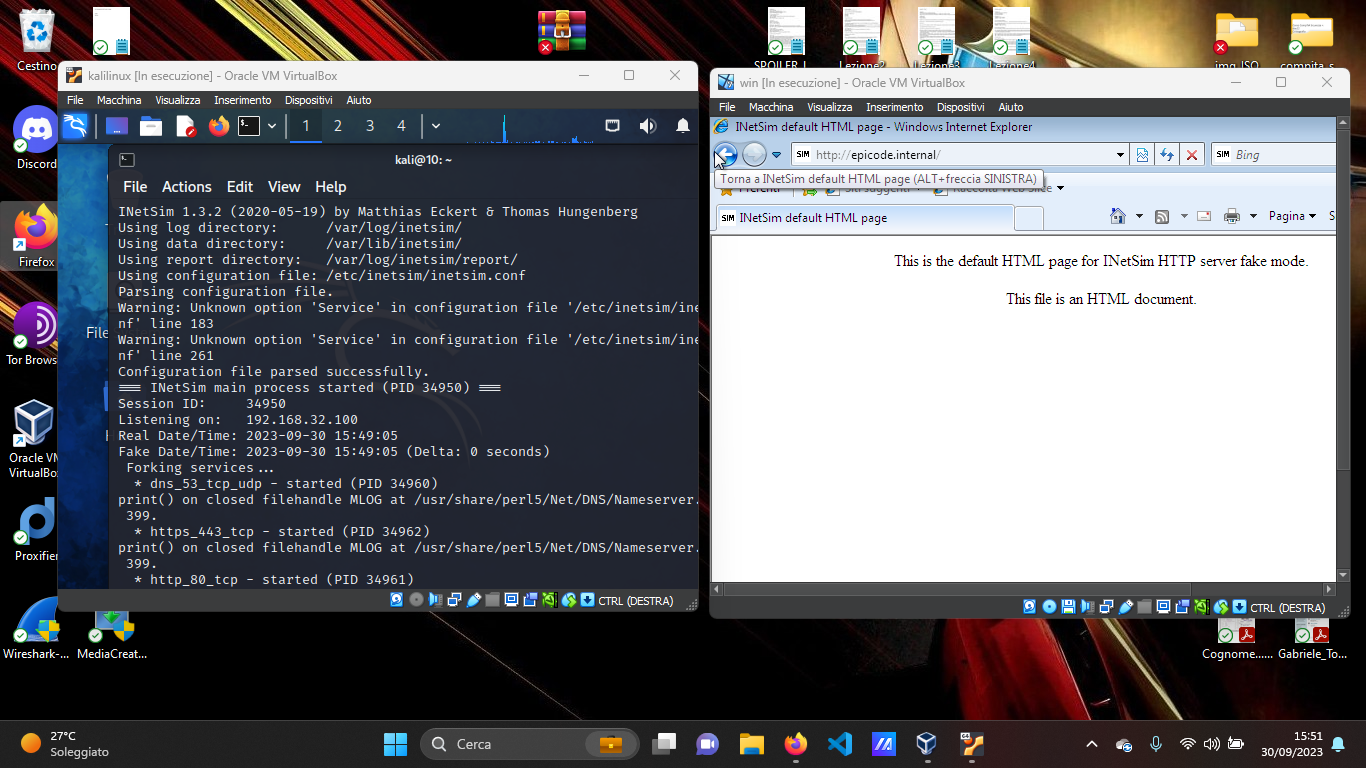 Cestino
Discord
Firefox
Tor Brows...
Oracle VM
VirtualBox
Proxifier
Wireshark-...
MediaCreat...
SPOILER_I
Lezione2
Lezione3
Lezione4
img_ISO
compita_s
Cognome......
Gabriele_To...
kalilinux [In esecuzione] - Oracle VM VirtualBox
File Macchina Visualizza Inserimento Dispositivi Aiuto
1 2 3 4
kali@10: ~
File Actions Edit View Help
INetSim 1.3.2 (2020-05-19) by Matthias Eckert & Thomas Hungenberg
Using log directory:      /var/log/inetsim/
Using data directory:     /var/lib/inetsim/
Using report directory:   /var/log/inetsim/report/
Using configuration file: /etc/inetsim/inetsim.conf
Parsing configuration file.
Warning: Unknown option 'Service' in configuration file '/etc/inetsim/ine
nf' line 183
Warning: Unknown option 'Service' in configuration file '/etc/inetsim/ine
nf' line 261
Configuration file parsed successfully.
=== INetSim main process started (PID 34950) ===
Session ID:     34950
Listening on:   192.168.32.100
Real Date/Time: 2023-09-30 15:49:05
Fake Date/Time: 2023-09-30 15:49:05 (Delta: 0 seconds)
Forking services...
* dns_53_tcp_udp - started (PID 34960)
print() on closed filehandle MLOG at /usr/share/perl5/Net/DNS/Nameserver.
399.
* https_443_tcp - started (PID 34962)
print() on closed filehandle MLOG at /usr/share/perl5/Net/DNS/Nameserver.
399.
* http_80_tcp - started (PID 34961)
CTRL (DESTRA)
File
win [In esecuzione] - Oracle VM VirtualBox
File Macchina Visualizza Inserimento Dispositivi Aiuto
INetSim default HTML page - Windows Internet Explorer
SIM http://epicode.internal/
SIM Bing
Torna a INetSim default HTML page (ALT+freccia SINISTRA)
Preferiti Siti suggeriti Raccolta Web Slice
SIM INetSim default HTML page
Pagina S
This is the default HTML page for INetSim HTTP server fake mode.
This file is an HTML document.
CTRL (DESTRA)
27°C
Soleggiato
Cerca
15:51
30/09/2023